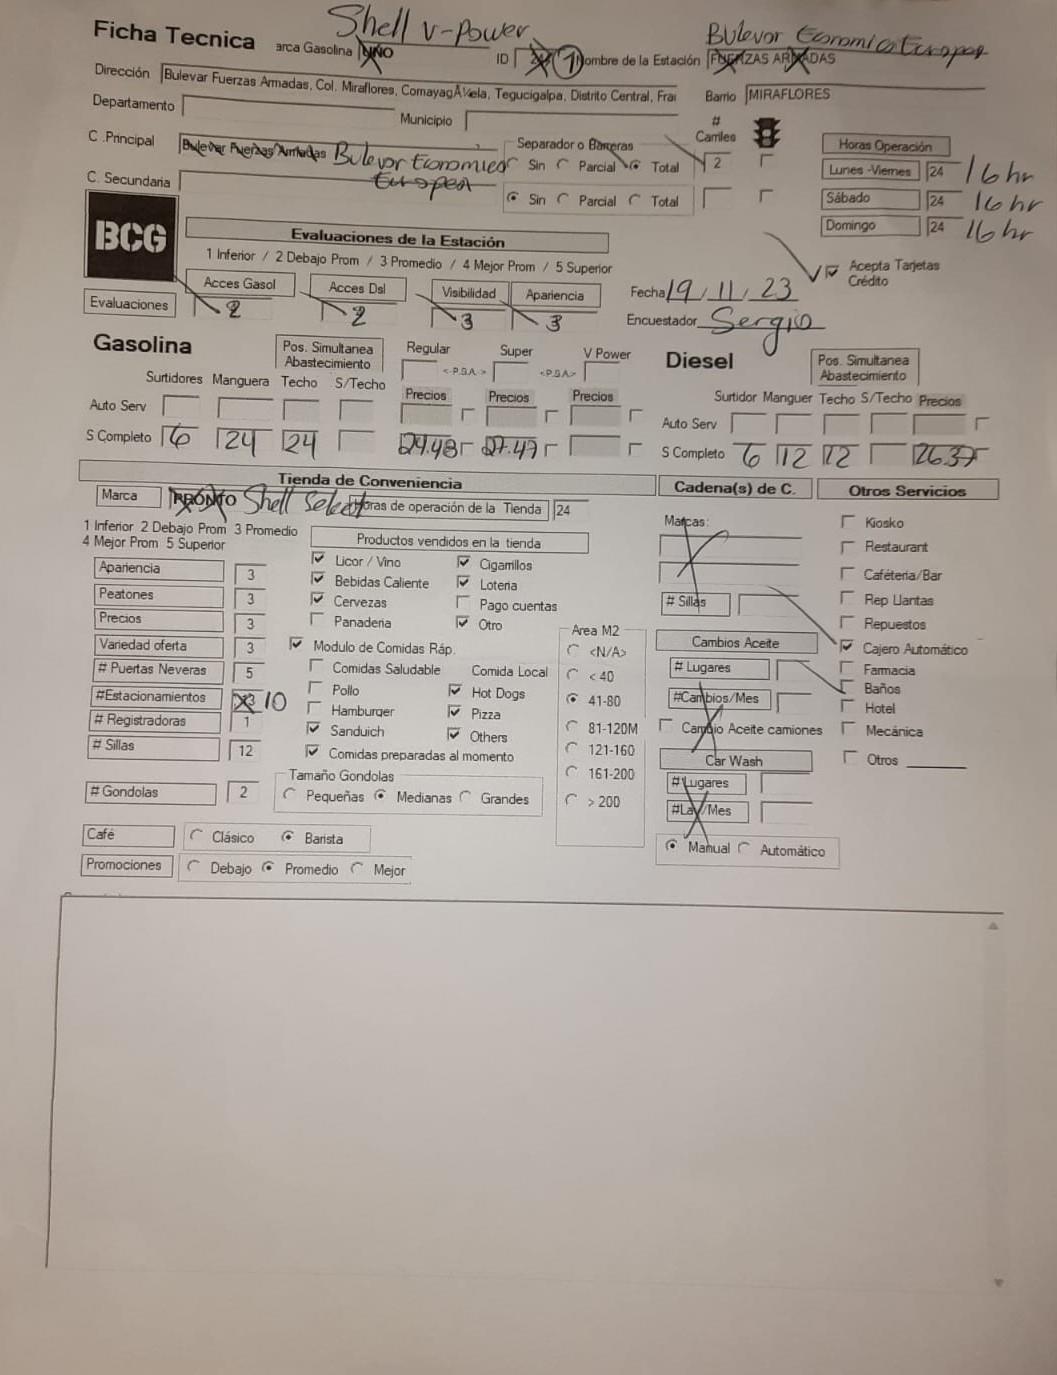 Shell V-Power
Ficha Tecnica
arca Gasolina UNO
ID 1
Nombre de la Estación FUERZAS ARMADAS
Bulevor Economica Europea
Dirección Bulevar Fuerzas Armadas, Col. Miraflores, ComayagÃ¼ela, Tegucigalpa, Distrito Central, Fra
Barrio MIRAFLORES
Departamento
Municipio
C .Principal Bulevar Fuerzas Armadas Bulevor Economica
Europea
Separador o Barreras
Sin Parcial Total
# Carriles
2
C. Secundaria
Sin Parcial Total
Horas Operación
Lunes -Viernes 24 16 hr
Sábado 24 16 hr
Domingo 24 16 hr
BCG
Evaluaciones de la Estación
1 Inferior / 2 Debajo Prom / 3 Promedio / 4 Mejor Prom / 5 Superior
Acces Gasol Acces Dsl Visibilidad Apariencia
Evaluaciones 2 2 3 3
Acepta Tarjetas
Crédito
Fecha 19/11/23
Encuestador Sergio
Gasolina
Pos. Simultanea
Abastecimiento
Regular Super V Power
<-P.S.A.-> <-P.S.A->
Surtidores Manguera Techo S/Techo Precios Precios Precios
Auto Serv
S Completo 6 24 24 29.48 27.47
Diesel
Pos. Simultanea
Abastecimiento
Surtidor Manguer Techo S/Techo Precios
Auto Serv
S Completo 6 12 12 26.37
Tienda de Conveniencia
Marca PRONTO Shell Select
Horas de operación de la Tienda 24
1 Inferior 2 Debajo Prom 3 Promedio
4 Mejor Prom 5 Superior
Apariencia 3
Peatones 3
Precios 3
Variedad oferta 3
# Puertas Neveras 5
#Estacionamientos 10
# Registradoras 1
# Sillas 12
# Gondolas 2
Productos vendidos en la tienda
Licor / Vino Cigarrillos
Bebidas Caliente Loteria
Cervezas Pago cuentas
Panaderia Otro
Modulo de Comidas Ráp.
Comidas Saludable Comida Local
Pollo Hot Dogs
Hamburger Pizza
Sanduich Others
Comidas preparadas al momento
Tamaño Gondolas
Pequeñas Medianas Grandes
Area M2
<N/A>
< 40
41-80
81-120M
121-160
161-200
> 200
Café Clásico Barista
Promociones Debajo Promedio Mejor
Cadena(s) de C.
Marcas:
# Sillas
Cambios Aceite
# Lugares
#Cambios/Mes
Cambio Aceite camiones
Car Wash
# Lugares
#Lav/Mes
Manual Automático
Otros Servicios
Kiosko
Restaurant
Caféteria/Bar
Rep Llantas
Repuestos
Cajero Automático
Farmacia
Baños
Hotel
Mecánica
Otros